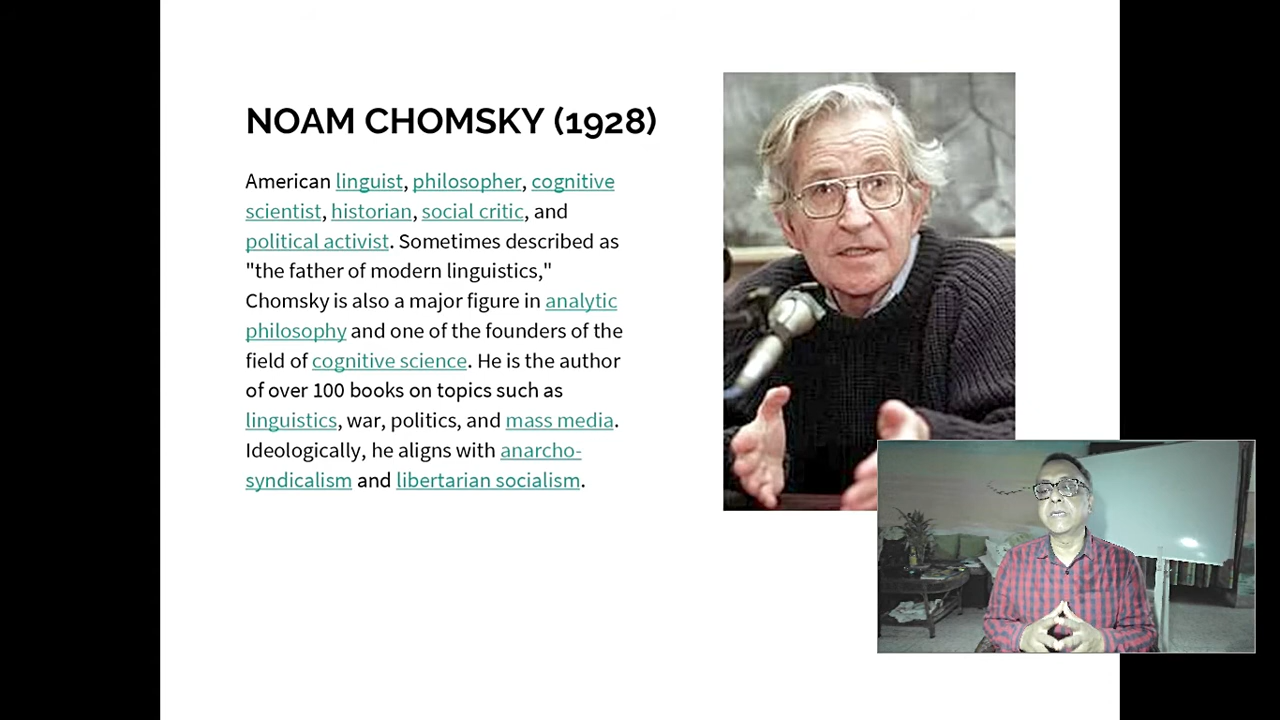 NOAM CHOMSKY (1928)
American linguist, philosopher, cognitive
scientist, historian, social critic, and
political activist. Sometimes described as
"the father of modern linguistics,"
Chomsky is also a major figure in analytic
philosophy and one of the founders of the
field of cognitive science. He is the author
of over 100 books on topics such as
linguistics, war, politics, and mass media.
Ideologically, he aligns with anarcho-
syndicalism and libertarian socialism.